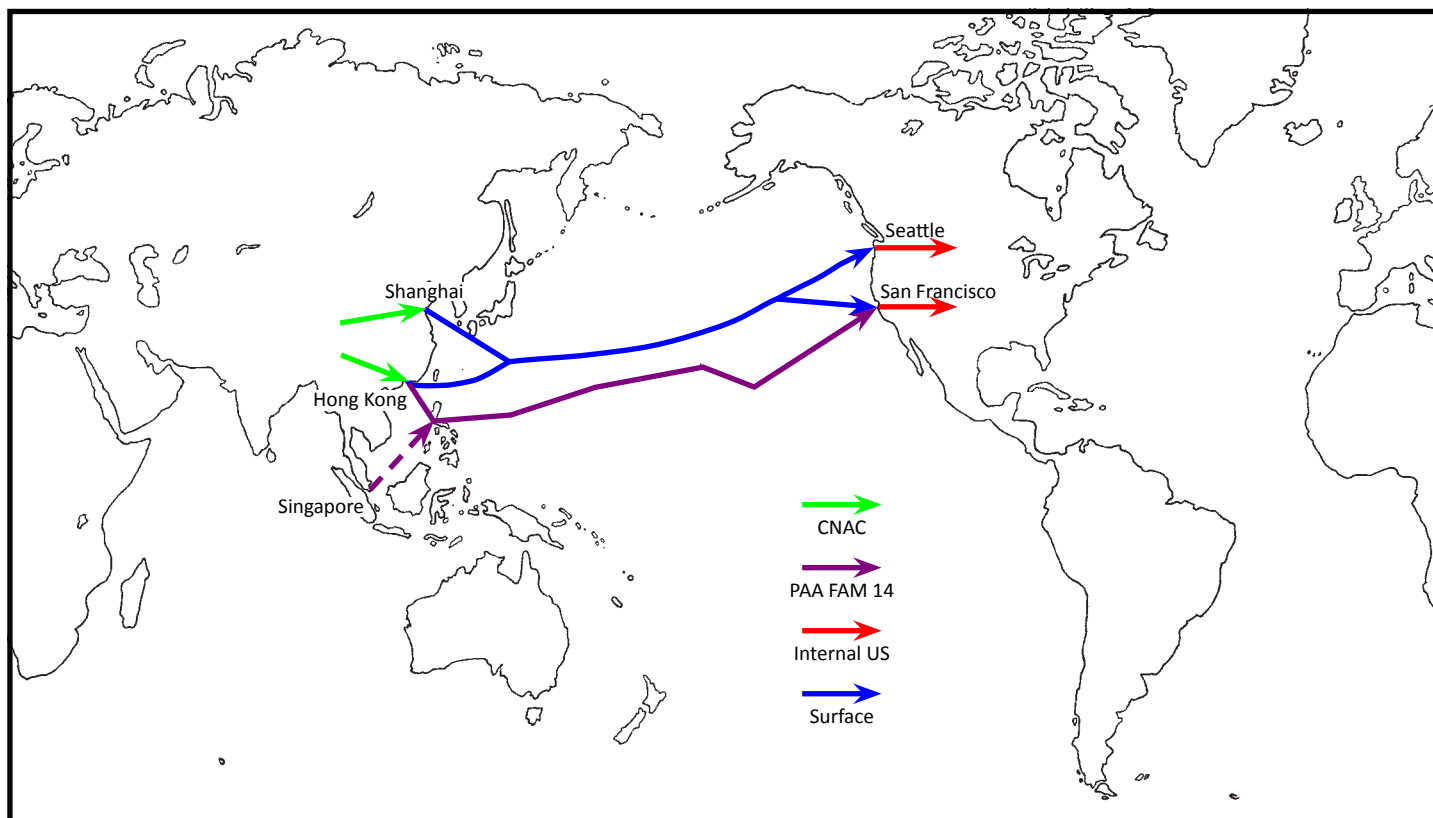 Seattle
Shanghai
San Francisco
Hong Kong
Singapore
CNAC
PAA FAM 14
Internal US
Surface